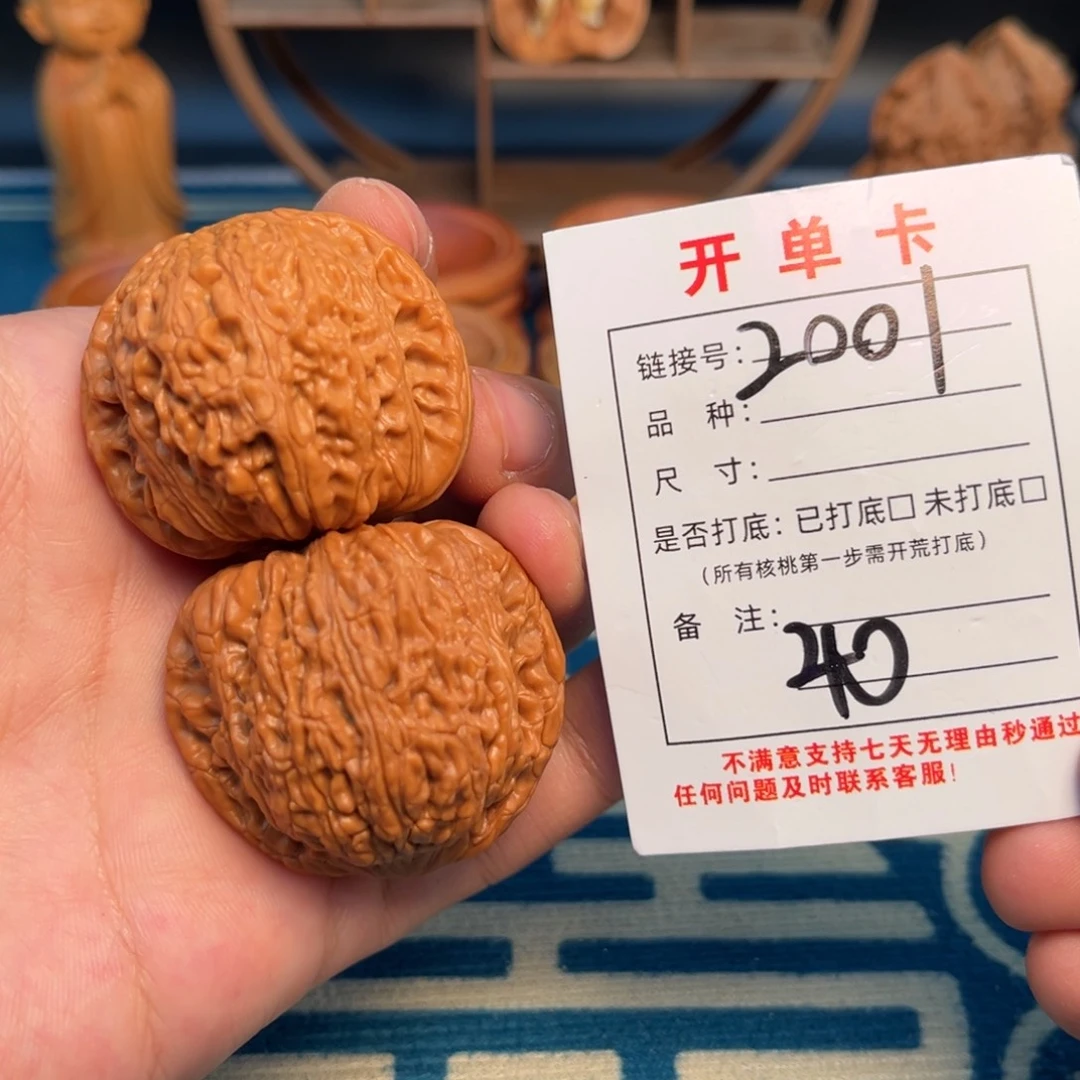 开单卡
链接号：2001
品 种：
尺 寸：
是否打底：已打底□ 未打底□
（所有核桃第一步需开荒打底）
备 注：
40
不满意支持七天无理由秒通过
任何问题及时联系客服！